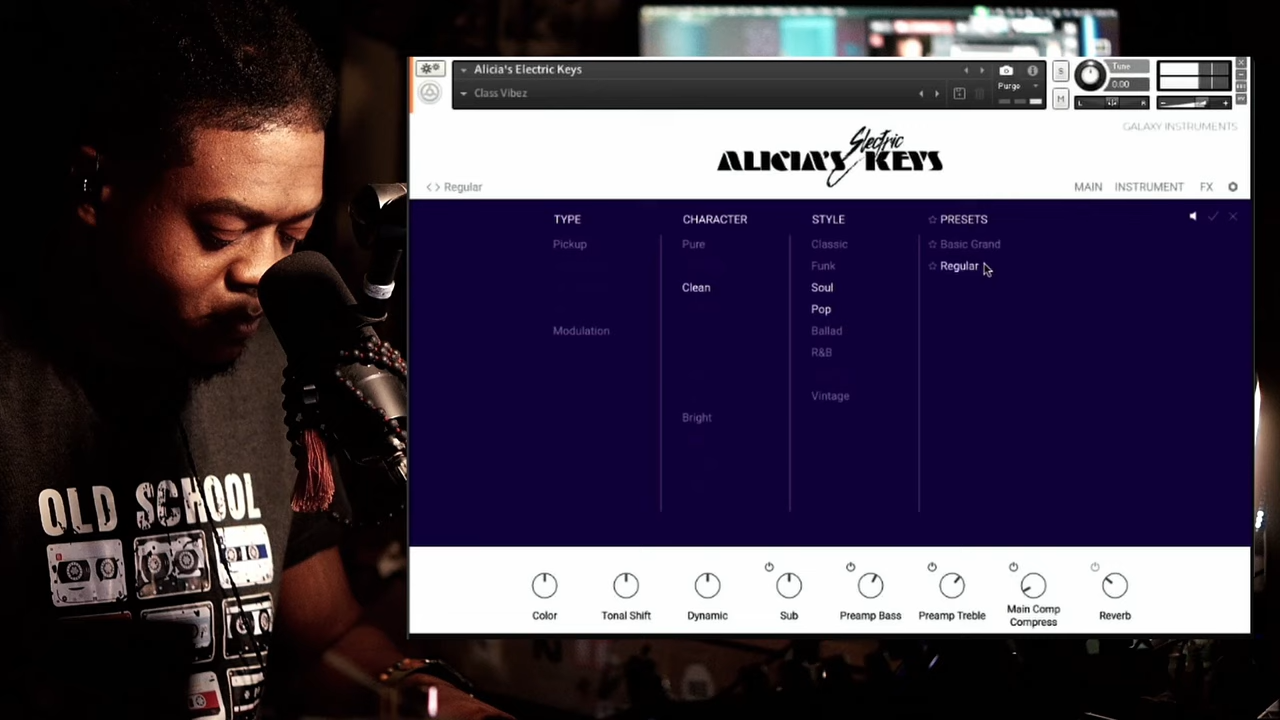 Alicia's Electric Keys
Class Vibez
Purge
S
M
Tune
0.00
L R
GALAXY INSTRUMENTS
ALICIA'S Electric KEYS
Regular
MAIN INSTRUMENT FX
TYPE
Pickup
Modulation
CHARACTER
Pure
Clean
Bright
STYLE
Classic
Funk
Soul
Pop
Ballad
R&B
Vintage
PRESETS
Basic Grand
Regular
Color
Tonal Shift
Dynamic
Sub
Preamp Bass
Preamp Treble
Main Comp
Compress
Reverb
OLD SCHOOL